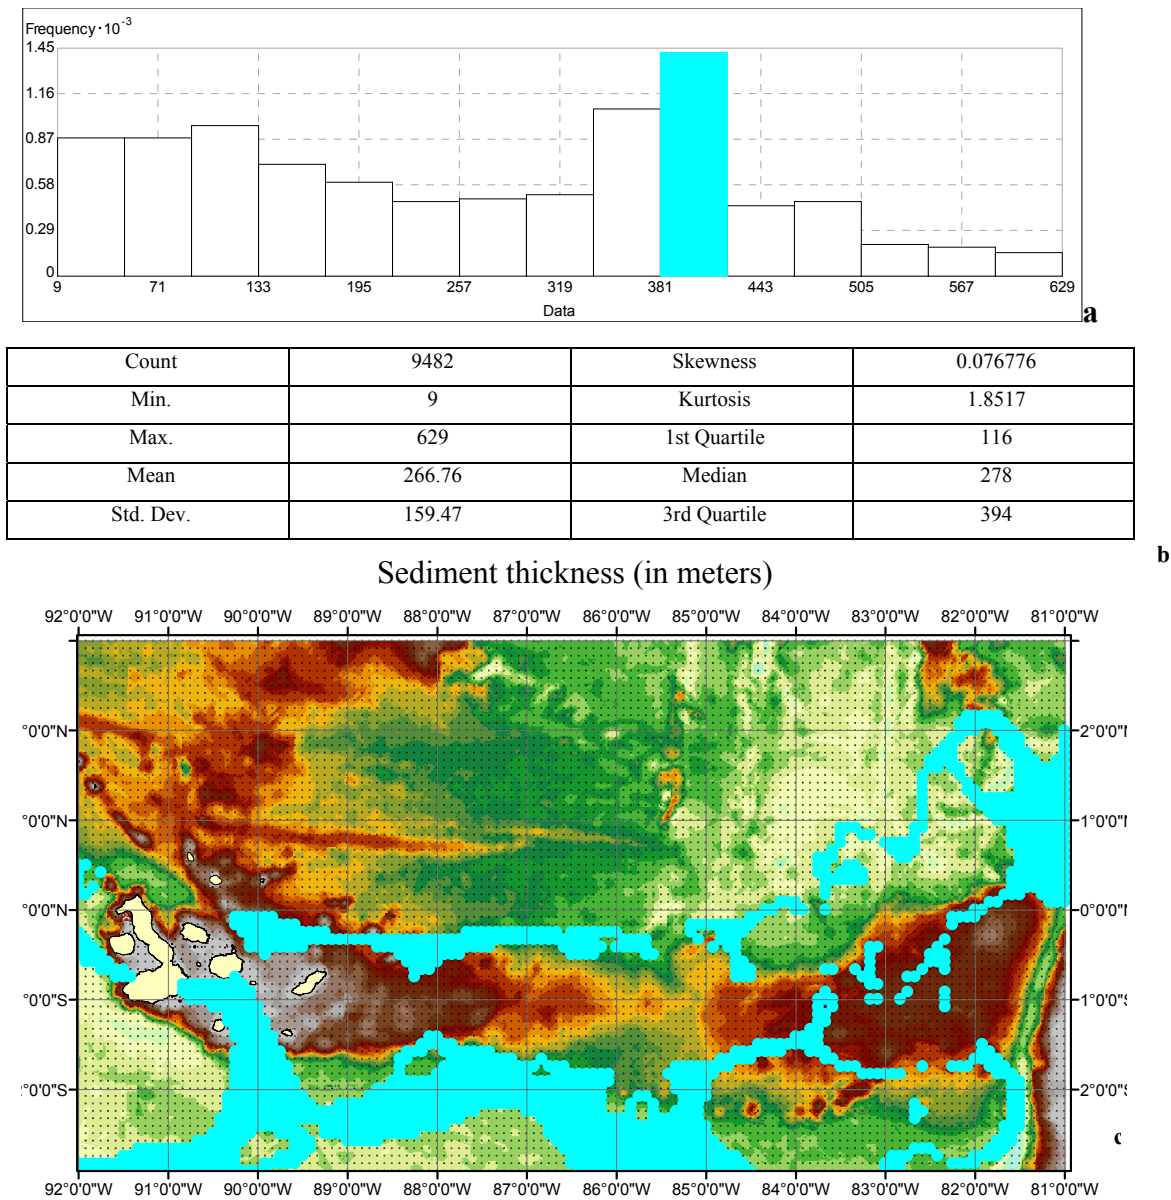 Frequency·10⁻³
1.45
1.16
0.87
0.58
0.29
0
9 71 133 195 257 319 381 443 505 567 629
Data
a
Count 9482 Skewness 0.076776
Min. 9 Kurtosis 1.8517
Max. 629 1st Quartile 116
Mean 266.76 Median 278
Std. Dev. 159.47 3rd Quartile 394
b
Sediment thickness (in meters)
92°0'0"W 91°0'0"W 90°0'0"W 89°0'0"W 88°0'0"W 87°0'0"W 86°0'0"W 85°0'0"W 84°0'0"W 83°0'0"W 82°0'0"W 81°0'0"W
°0'0"N 2°0'0"N
°0'0"N 1°0'0"N
°0'0"N 0°0'0"N
°0'0"S 1°0'0"S
°0'0"S 2°0'0"S
c
92°0'0"W 91°0'0"W 90°0'0"W 89°0'0"W 88°0'0"W 87°0'0"W 86°0'0"W 85°0'0"W 84°0'0"W 83°0'0"W 82°0'0"W 81°0'0"W